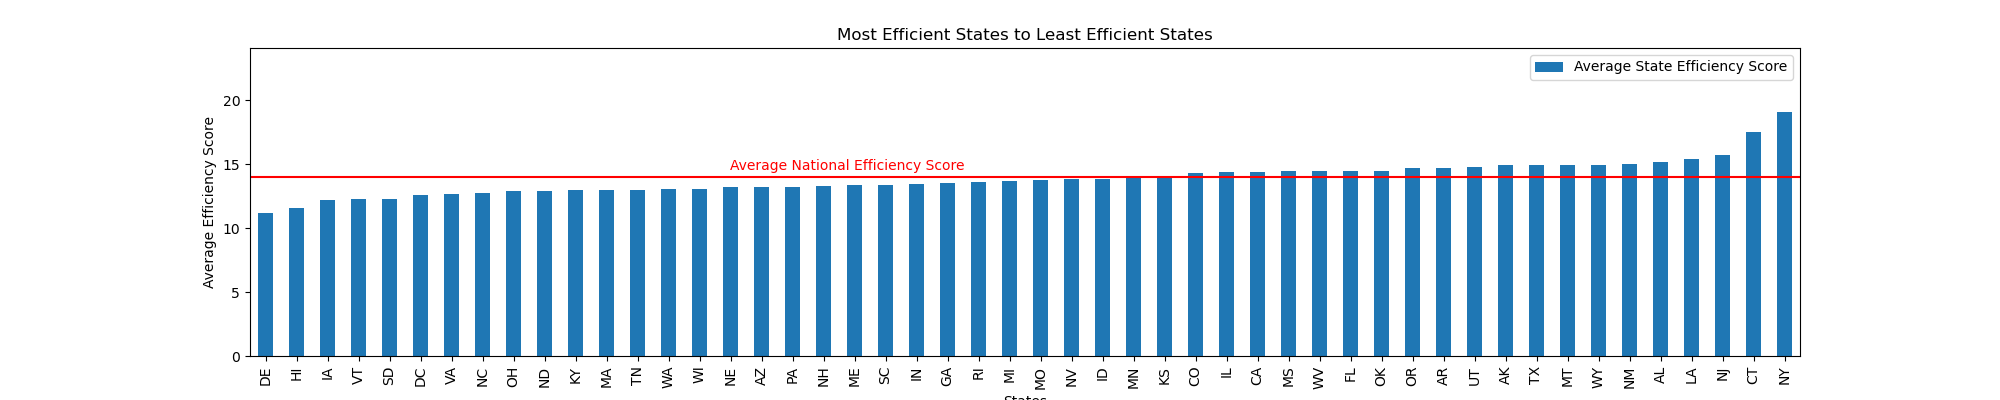 Most Efficient States to Least Efficient States
Average State Efficiency Score
20
15
10
5
0
Average Efficiency Score
Average National Efficiency Score
DE HI IA VT SD DC VA NC OH ND KY MA TN WA WI NE AZ PA NH ME SC IN GA RI MI MO NV ID MN KS CO IL CA MS WV FL OK OR AR UT AK TX MT WY NM AL LA NJ CT NY
States